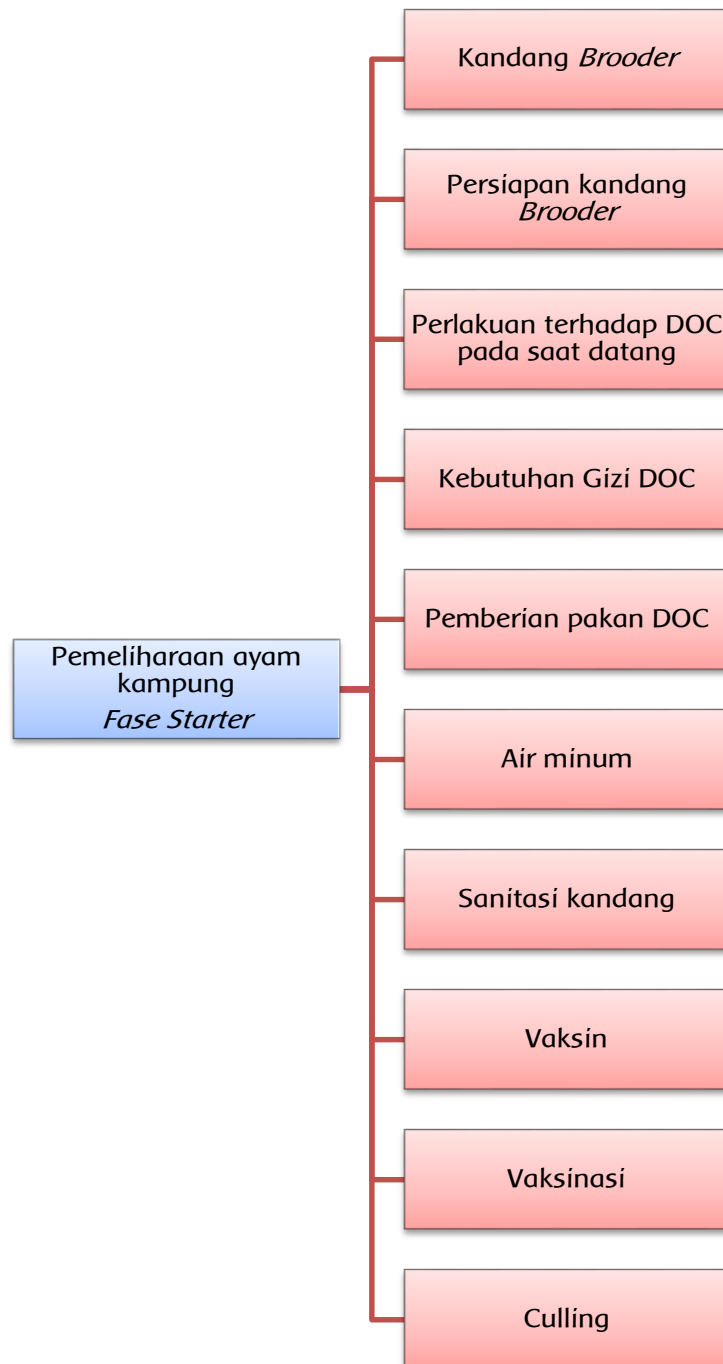 Kandang Brooder
Persiapan kandang
Brooder
Perlakuan terhadap DOC
pada saat datang
Kebutuhan Gizi DOC
Pemberian pakan DOC
Pemeliharaan ayam
kampung
Fase Starter
Air minum
Sanitasi kandang
Vaksin
Vaksinasi
Culling